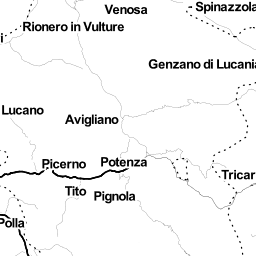 Venosa
Spinazzola
Rionero in Vulture
i
Genzano di Lucania
Lucano
Avigliano
Picerno
Potenza
Tricar
Tito
Pignola
Polla